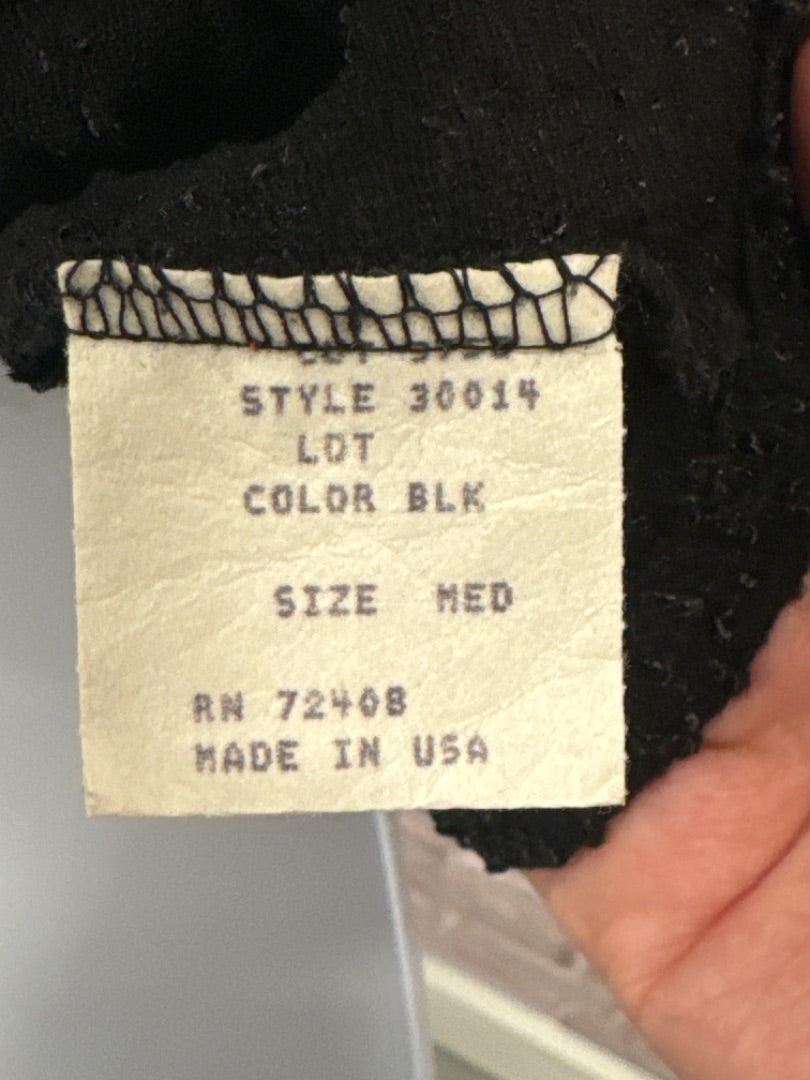 STYLE 30014
LOT
COLOR BLK
SIZE MED
RN 72408
MADE IN USA